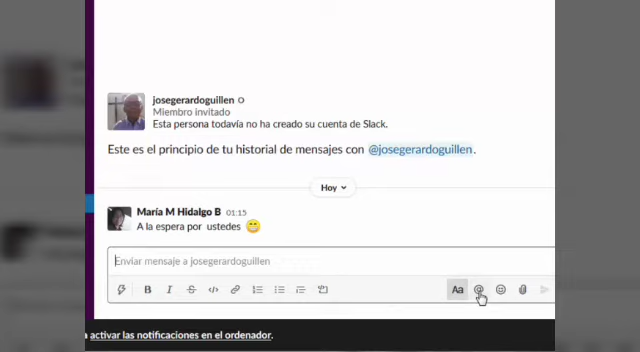 josegerardoguillen
Miembro invitado
Esta persona todavía no ha creado su cuenta de Slack.
Este es el principio de tu historial de mensajes con @josegerardoguillen.
Hoy
María M Hidalgo B 01:15
A la espera por ustedes
Enviar mensaje a josegerardoguillen
B I S </> Aa @
activar las notificaciones en el ordenador.